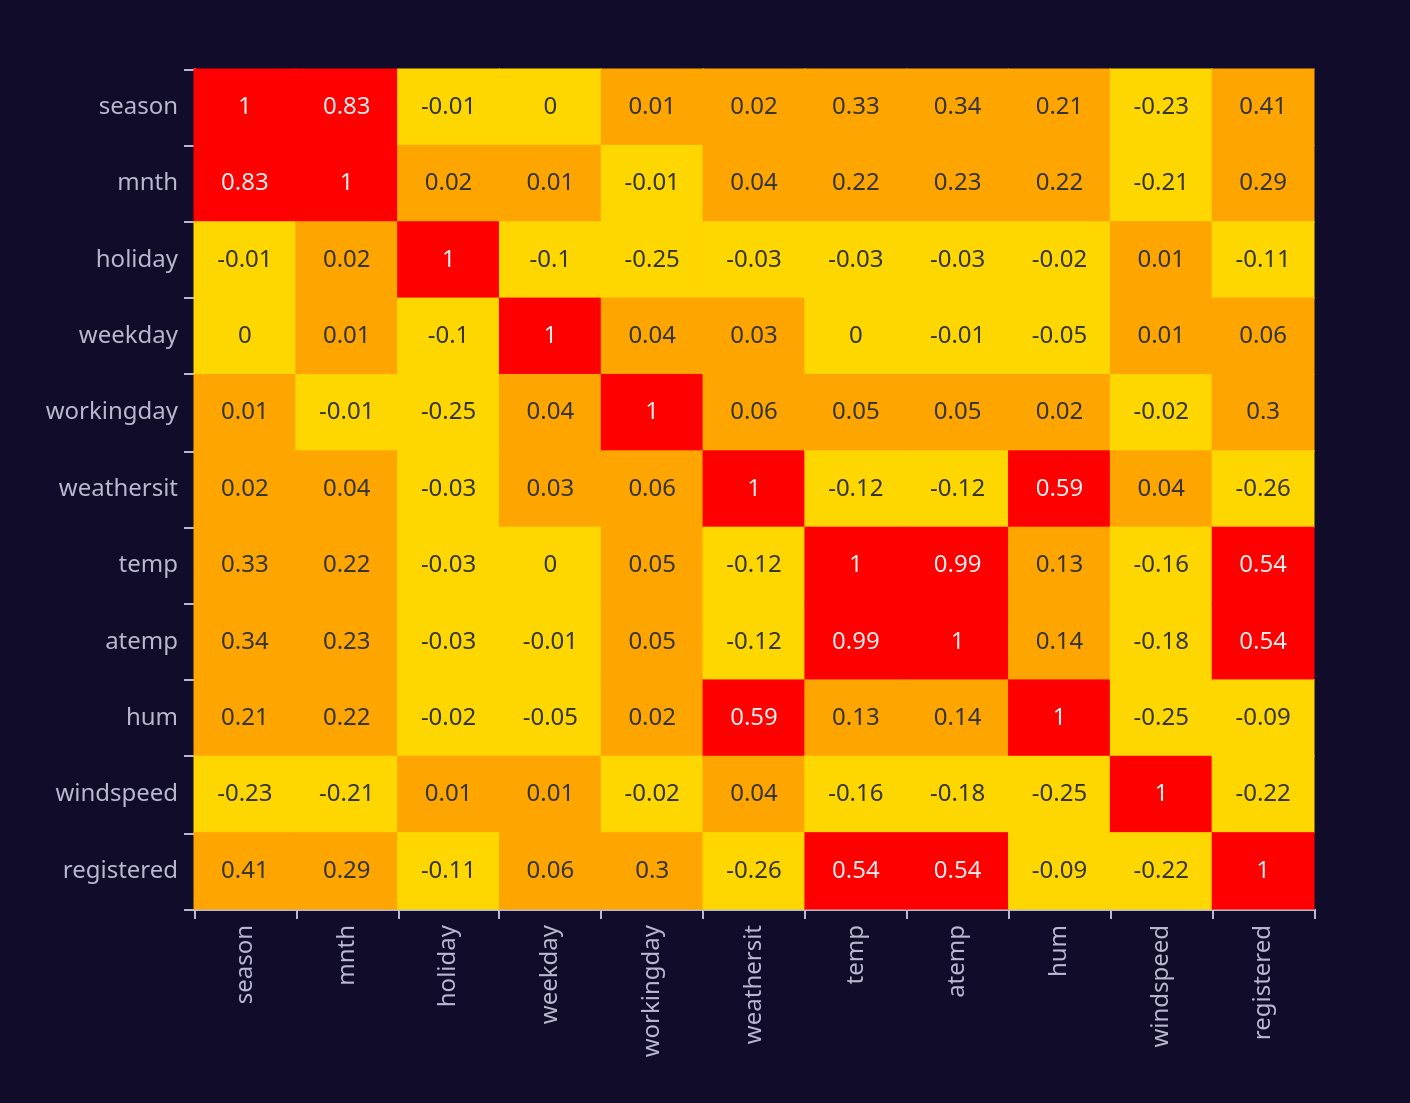 season 1 0.83 -0.01 0 0.01 0.02 0.33 0.34 0.21 -0.23 0.41
mnth 0.83 1 0.02 0.01 -0.01 0.04 0.22 0.23 0.22 -0.21 0.29
holiday -0.01 0.02 1 -0.1 -0.25 -0.03 -0.03 -0.03 -0.02 0.01 -0.11
weekday 0 0.01 -0.1 1 0.04 0.03 0 -0.01 -0.05 0.01 0.06
workingday 0.01 -0.01 -0.25 0.04 1 0.06 0.05 0.05 0.02 -0.02 0.3
weathersit 0.02 0.04 -0.03 0.03 0.06 1 -0.12 -0.12 0.59 0.04 -0.26
temp 0.33 0.22 -0.03 0 0.05 -0.12 1 0.99 0.13 -0.16 0.54
atemp 0.34 0.23 -0.03 -0.01 0.05 -0.12 0.99 1 0.14 -0.18 0.54
hum 0.21 0.22 -0.02 -0.05 0.02 0.59 0.13 0.14 1 -0.25 -0.09
windspeed -0.23 -0.21 0.01 0.01 -0.02 0.04 -0.16 -0.18 -0.25 1 -0.22
registered 0.41 0.29 -0.11 0.06 0.3 -0.26 0.54 0.54 -0.09 -0.22 1
season mnth holiday weekday workingday weathersit temp atemp hum windspeed registered